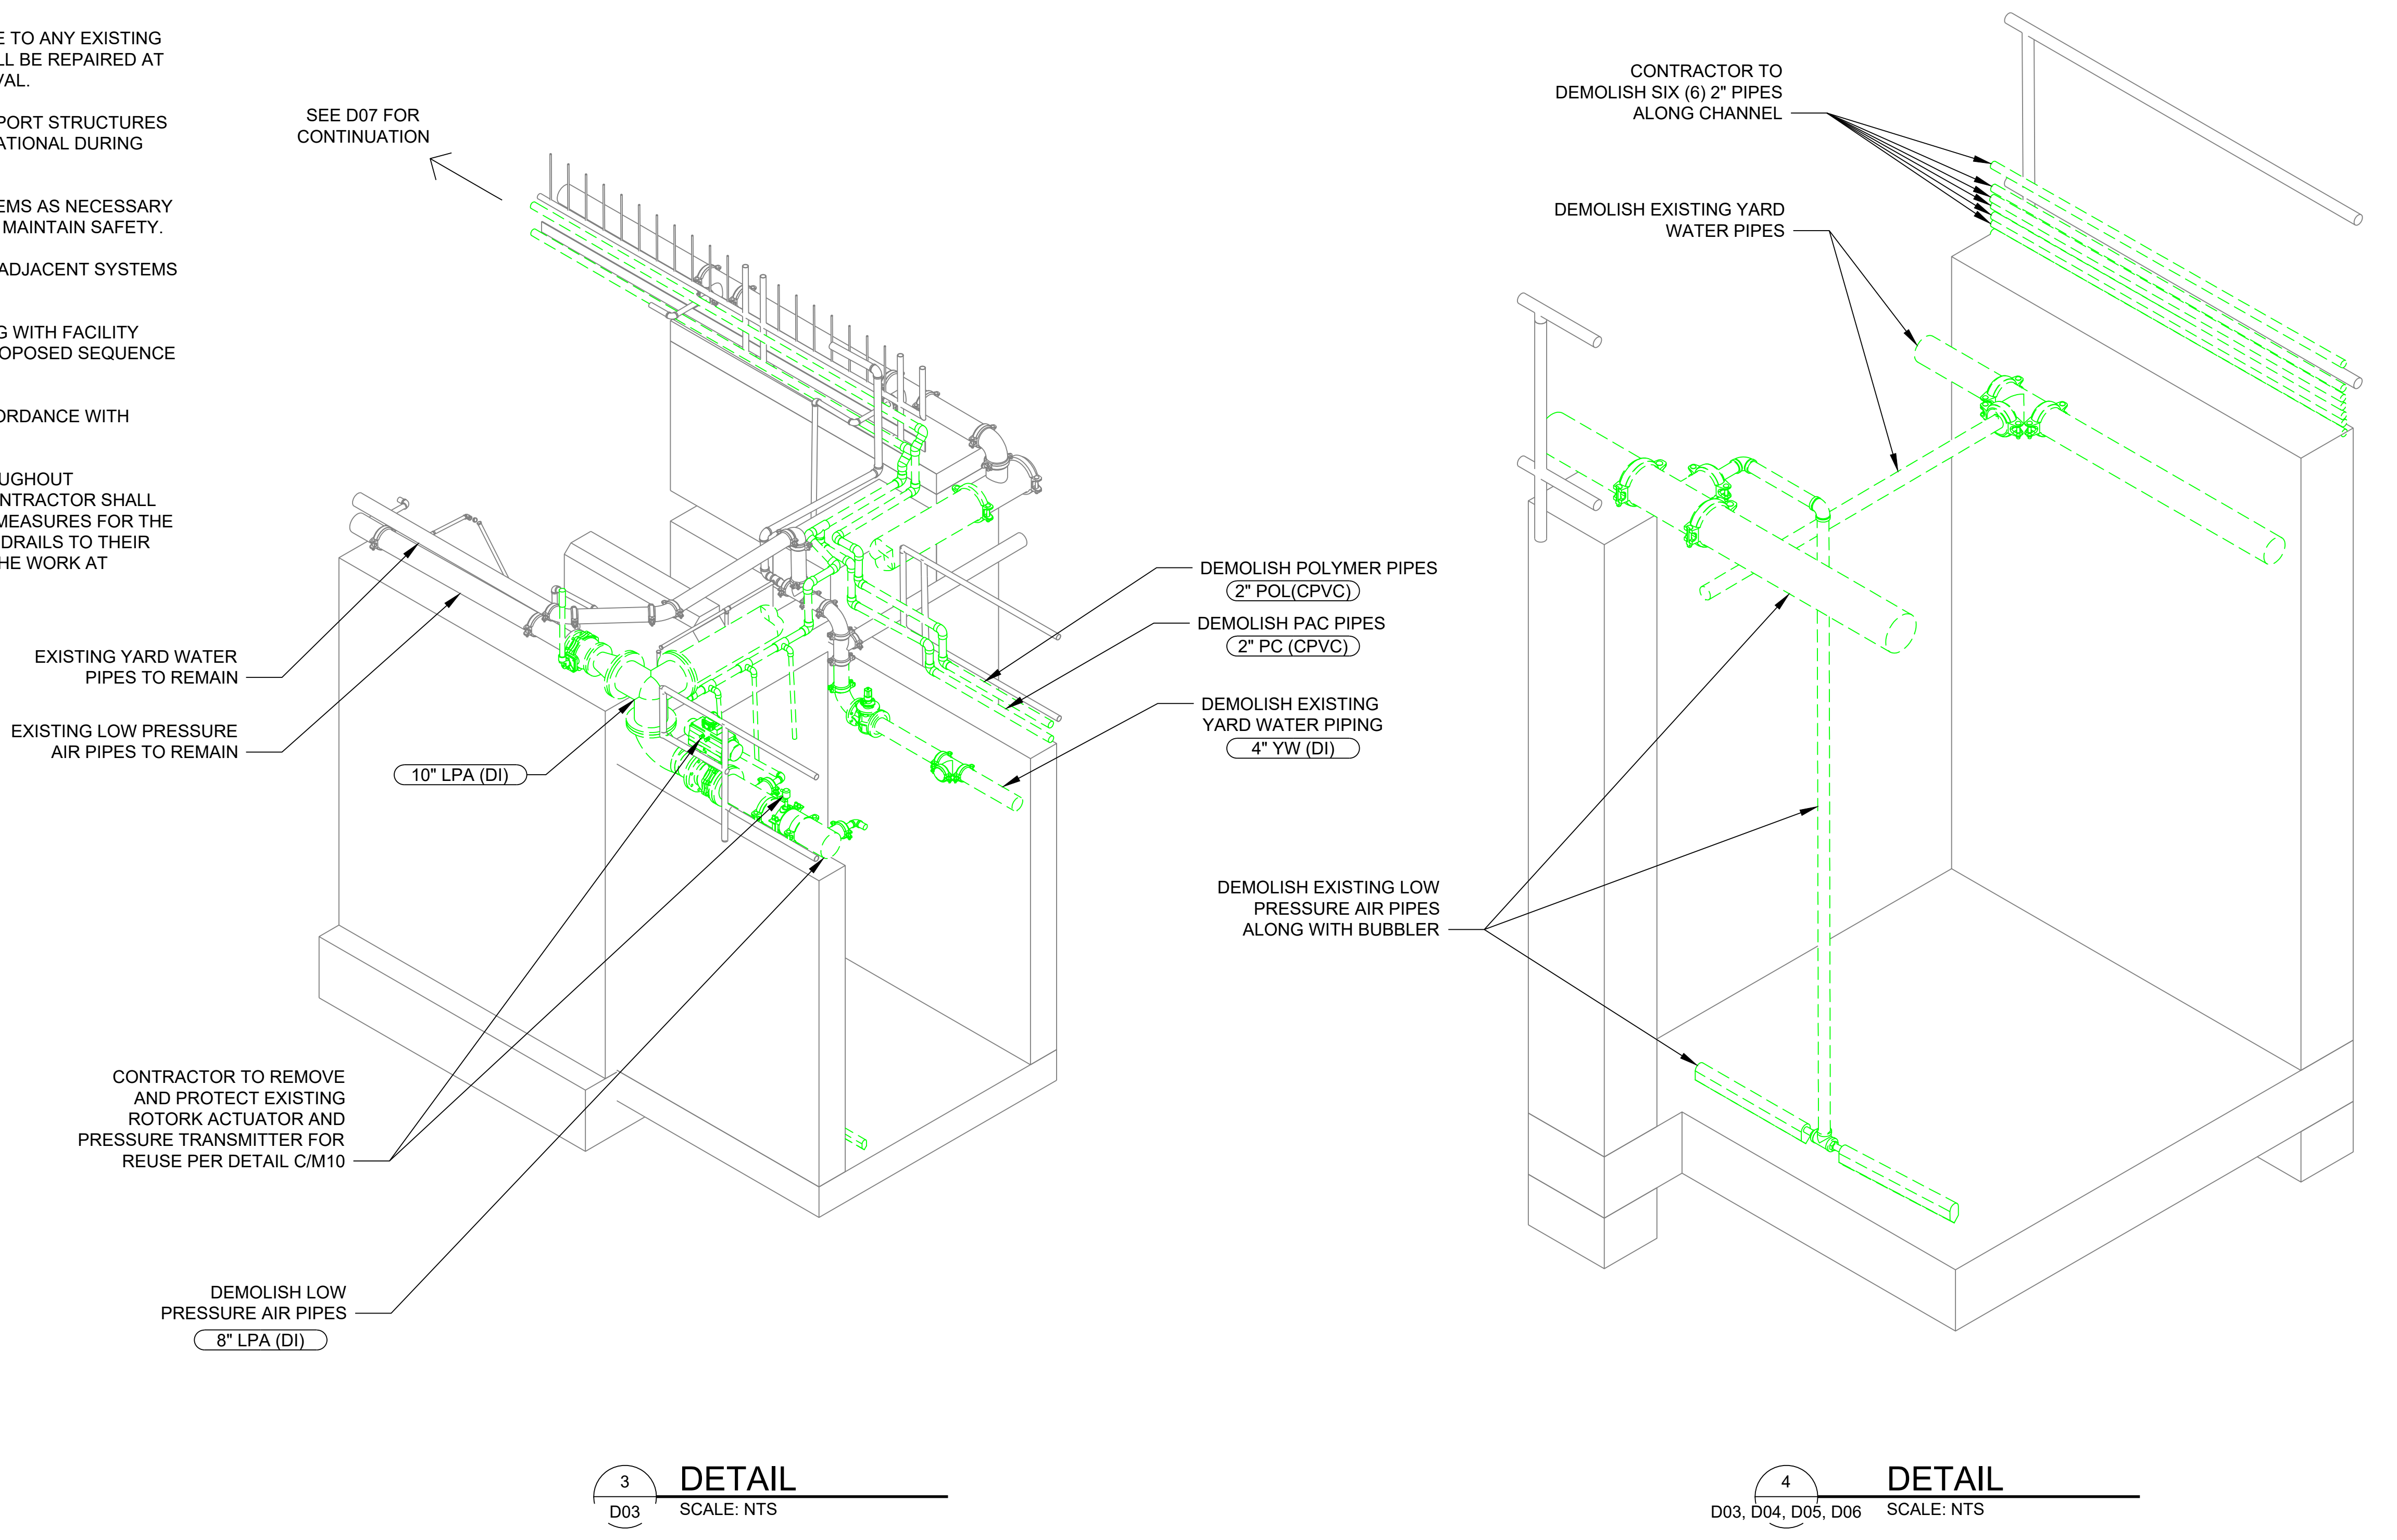 E TO ANY EXISTING
LL BE REPAIRED AT
VAL.
PORT STRUCTURES
ATIONAL DURING
EMS AS NECESSARY
MAINTAIN SAFETY.
ADJACENT SYSTEMS
G WITH FACILITY
OPOSED SEQUENCE
ORDANCE WITH
OUGHOUT
ONTRACTOR SHALL
MEASURES FOR THE
DRAILS TO THEIR
HE WORK AT
SEE D07 FOR
CONTINUATION
EXISTING YARD WATER
PIPES TO REMAIN
EXISTING LOW PRESSURE
AIR PIPES TO REMAIN
10" LPA (DI)
CONTRACTOR TO REMOVE
AND PROTECT EXISTING
ROTORK ACTUATOR AND
PRESSURE TRANSMITTER FOR
REUSE PER DETAIL C/M10
DEMOLISH LOW
PRESSURE AIR PIPES
8" LPA (DI)
DEMOLISH POLYMER PIPES
2" POL(CPVC)
DEMOLISH PAC PIPES
2" PC (CPVC)
DEMOLISH EXISTING
YARD WATER PIPING
4" YW (DI)
3
D03
DETAIL
SCALE: NTS
CONTRACTOR TO
DEMOLISH SIX (6) 2" PIPES
ALONG CHANNEL
DEMOLISH EXISTING YARD
WATER PIPES
DEMOLISH EXISTING LOW
PRESSURE AIR PIPES
ALONG WITH BUBBLER
4
D03, D04, D05, D06
DETAIL
SCALE: NTS